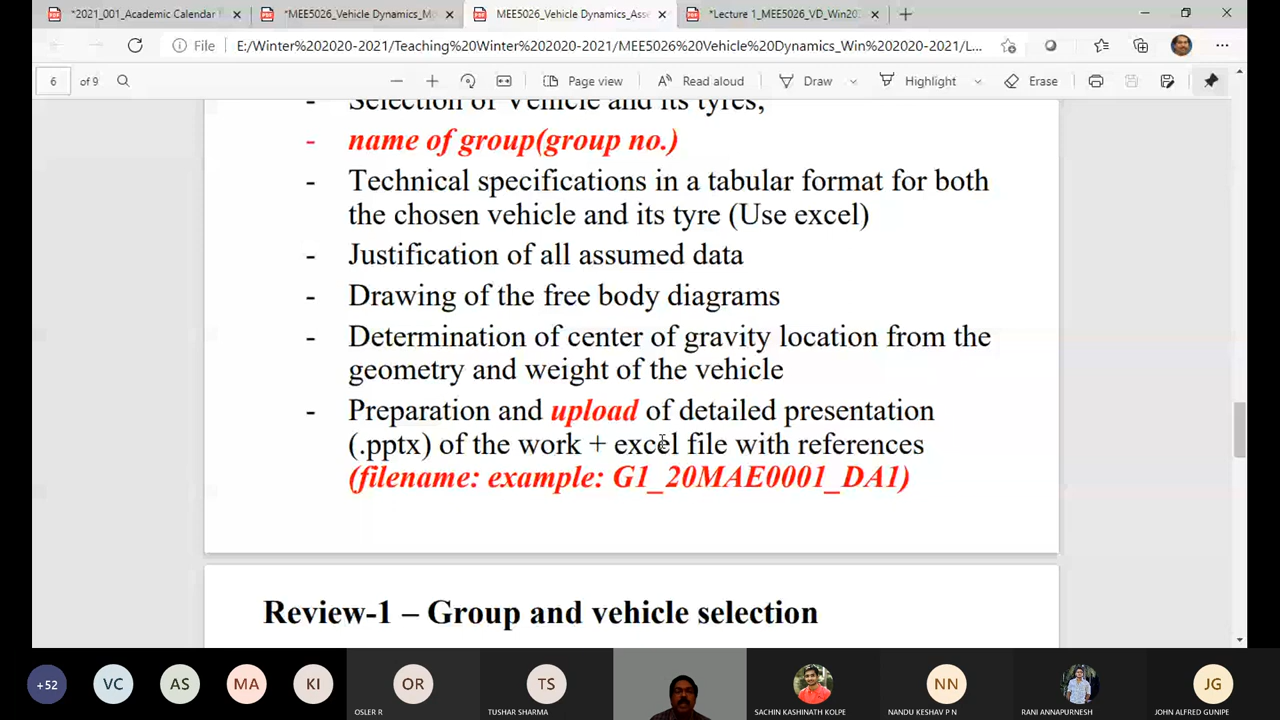 *2021_001_Academic Calendar
*MEE5026_Vehicle Dynamics_M
MEE5026_Vehicle Dynamics_Ass
*Lecture 1_MEE5026_VD_Win20
File E:/Winter%202020-2021/Teaching%20Winter%202020-2021/MEE5026%20Vehicle%20Dynamics_Win%202020-2021/L...
6 of 9 Page view Read aloud Draw Highlight Erase
- Selection of Vehicle and its tyres,
- name of group(group no.)
- Technical specifications in a tabular format for both
the chosen vehicle and its tyre (Use excel)
- Justification of all assumed data
- Drawing of the free body diagrams
- Determination of center of gravity location from the
geometry and weight of the vehicle
- Preparation and upload of detailed presentation
(.pptx) of the work + excel file with references
(filename: example: G1_20MAE0001_DA1)
Review-1 – Group and vehicle selection
+52 VC AS MA KI OR TS NN JG
OSLER R TUSHAR SHARMA SACHIN KASHINATH KOLPE NANDU KESHAV P N RANI ANNAPURNESH JOHN ALFRED GUNIPE